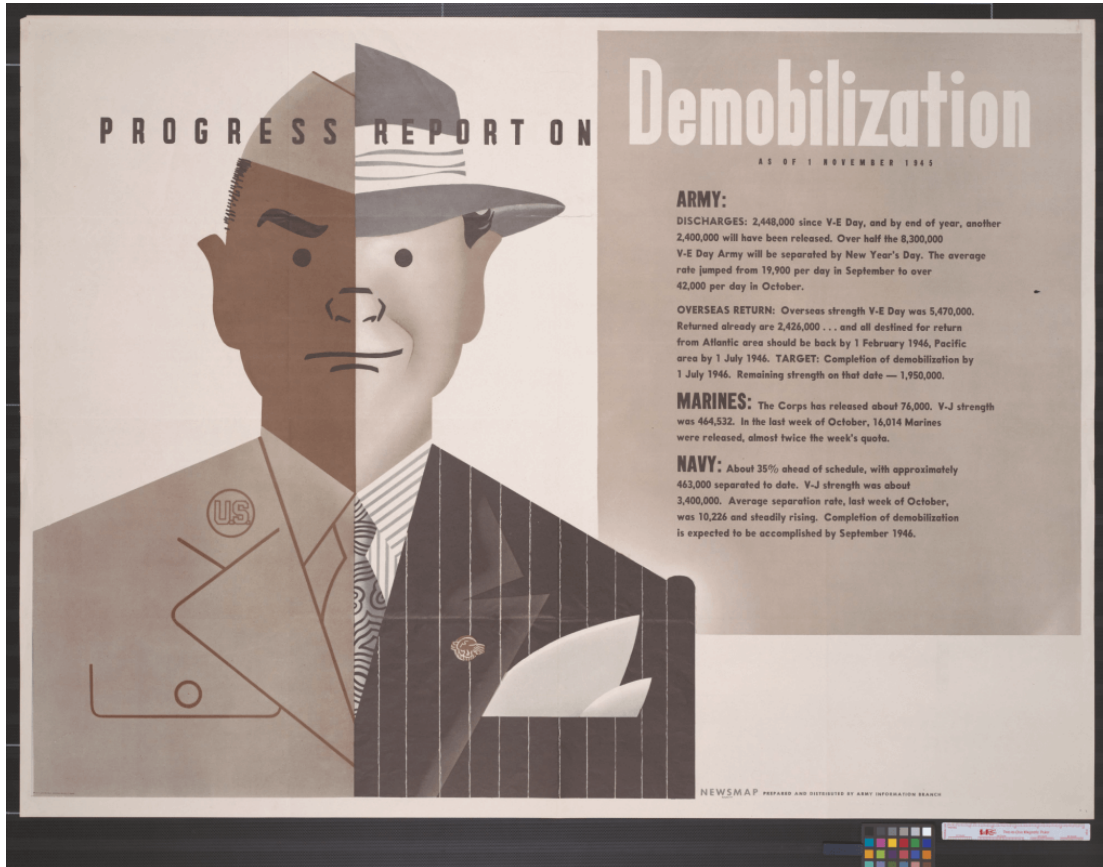 PROGRESS REPORT ON
Demobilization
AS OF 1 NOVEMBER 1945
ARMY:
DISCHARGES: 2,448,000 since V-E Day, and by end of year, another
2,400,000 will have been released. Over half the 8,300,000
V-E Day Army will be separated by New Year's Day. The average
rate jumped from 19,900 per day in September to over
42,000 per day in October.
OVERSEAS RETURN: Overseas strength V-E Day was 5,470,000.
Returned already are 2,426,000 . . . and all destined for return
from Atlantic area should be back by 1 February 1946, Pacific
area by 1 July 1946. TARGET: Completion of demobilization by
1 July 1946. Remaining strength on that date — 1,950,000.
MARINES: The Corps has released about 76,000. V-J strength
was 464,532. In the last week of October, 16,014 Marines
were released, almost twice the week's quota.
NAVY: About 35% ahead of schedule, with approximately
463,000 separated to date. V-J strength was about
3,400,000. Average separation rate, last week of October,
was 10,226 and steadily rising. Completion of demobilization
is expected to be accomplished by September 1946.
U.S.
NEWSMAP PREPARED AND DISTRIBUTED BY ARMY INFORMATION BRANCH